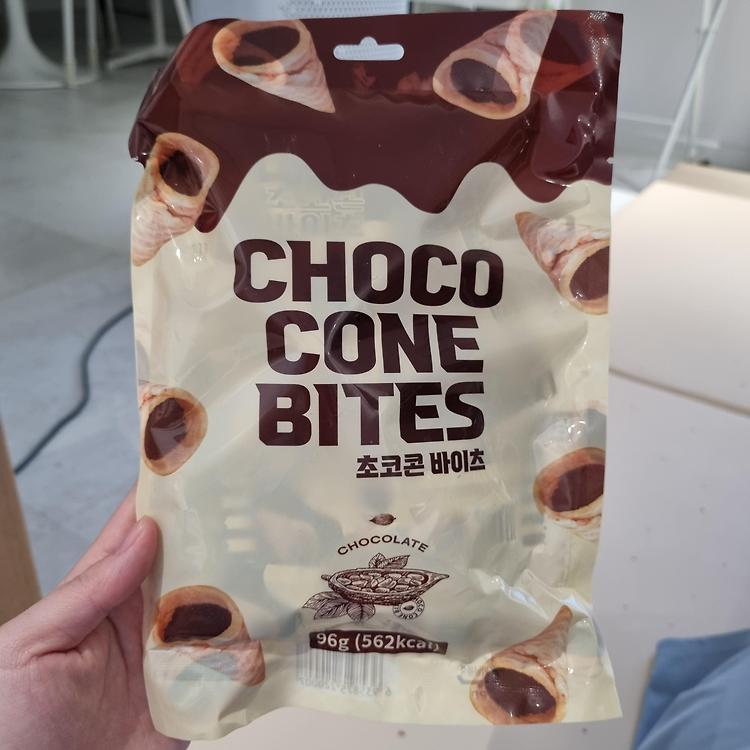 CHOCO
CONE
BITES
초코콘 바이츠
CHOCOLATE
96g (562kcal)